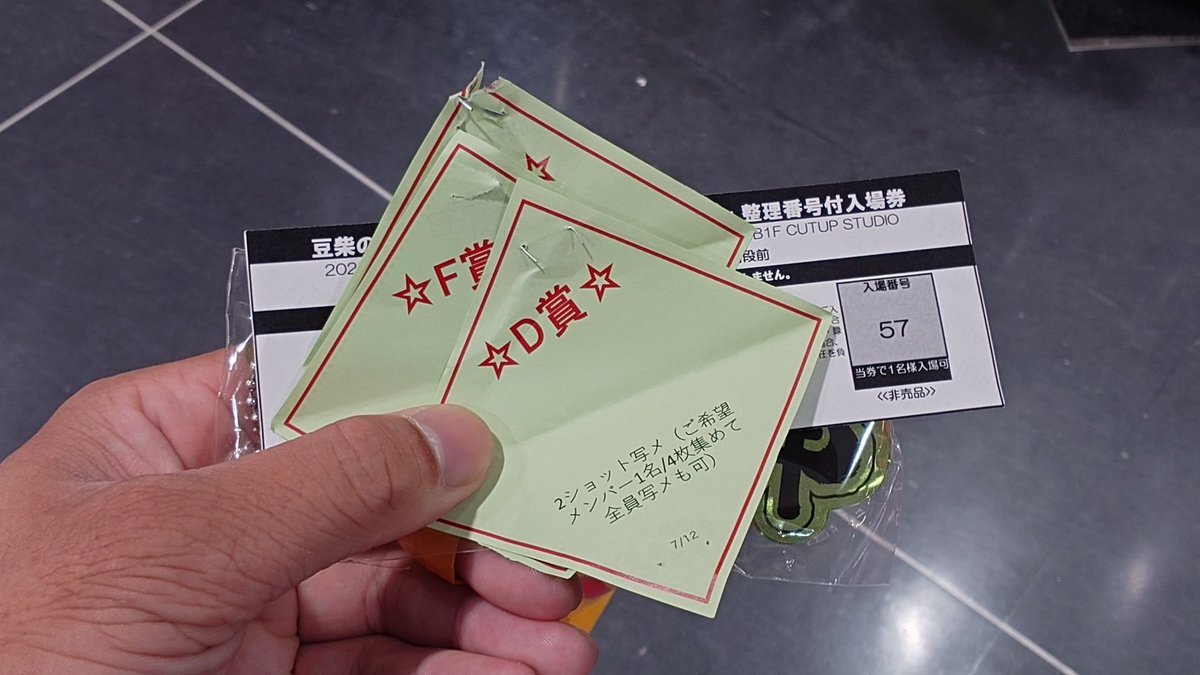 豆柴の
202
整理番号付入場券
B1F CUTUP STUDIO
段前
ません。
入場番号
57
当券で1名様入場可
<<非売品>>
☆F賞
☆D賞☆
2ショット写メ（ご希望
メンバー1名/4枚集めて
全員写メも可）
7/12